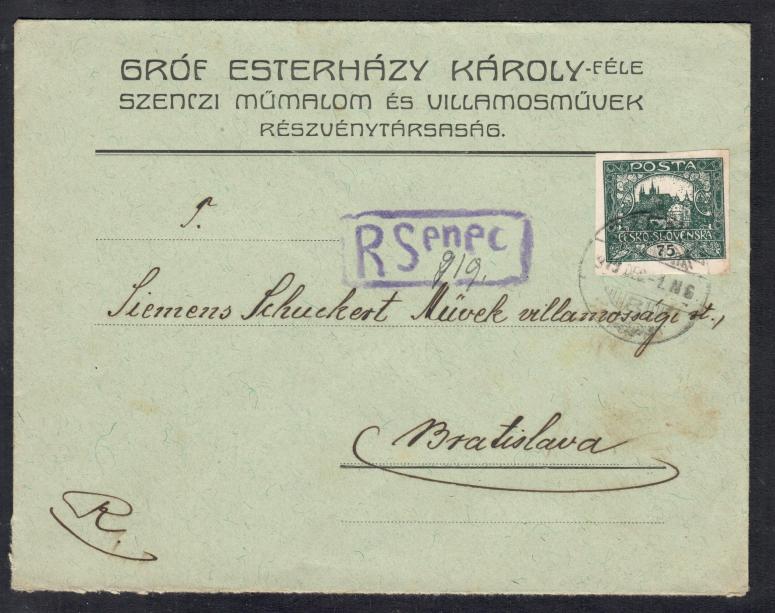 GRÓF ESTERHÁZY KÁROLY-FÉLE
SZENCZI MŰMALOM ÉS VILLAMOSMŰVEK
RÉSZVÉNYTÁRSASÁG.
POSTA
ČESKO-SLOVENSKÁ
75
T.
R Senec
919.
Siemens Schuckert Művek villamossági rt.,
Bratislava
R.